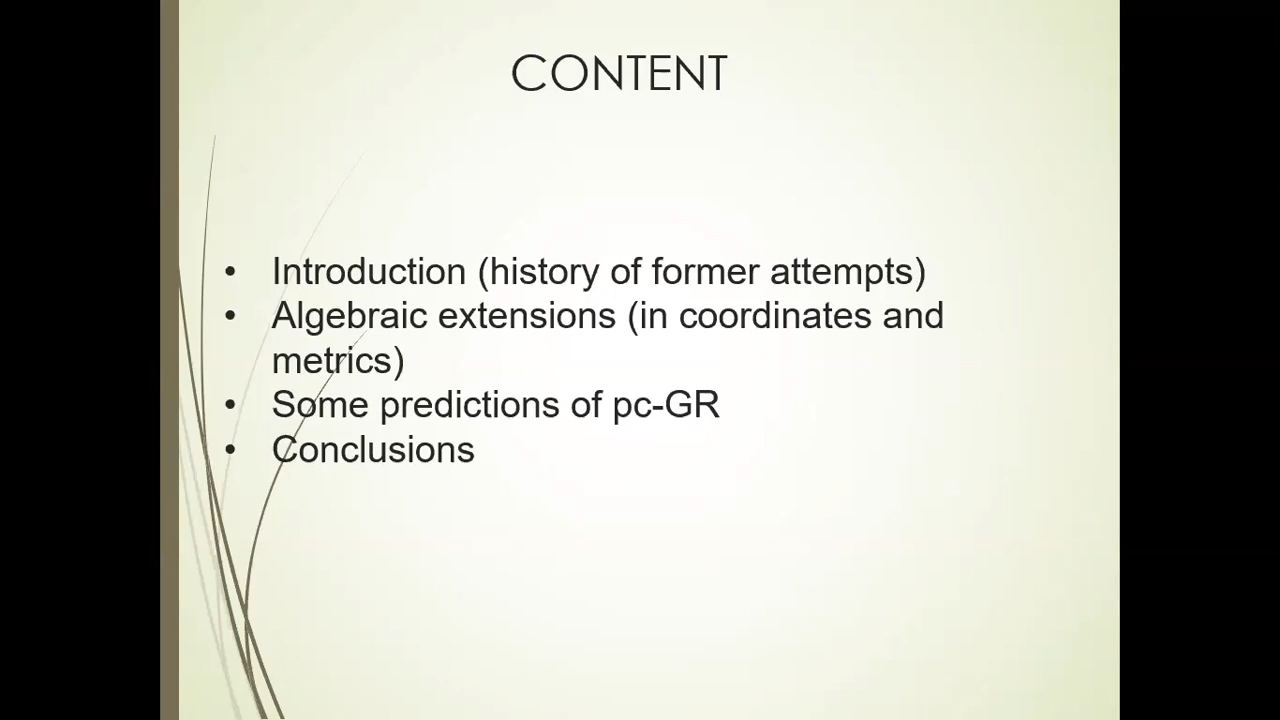 CONTENT
• Introduction (history of former attempts)
• Algebraic extensions (in coordinates and
metrics)
• Some predictions of pc-GR
• Conclusions